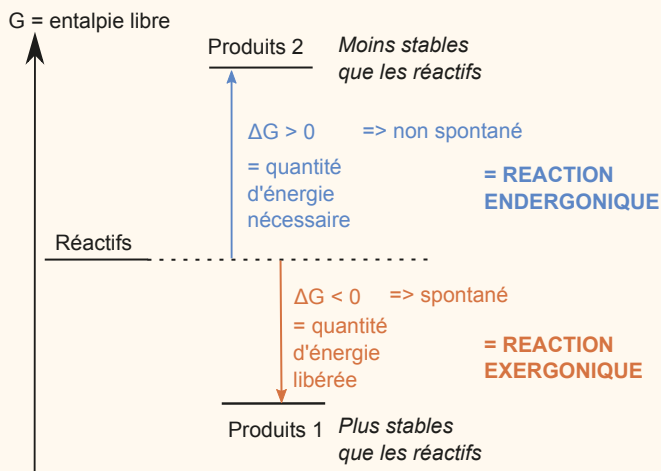 G = entalpie libre
Produits 2
Moins stables
que les réactifs
ΔG > 0 => non spontané
= quantité
d'énergie
nécessaire
= REACTION
ENDERGONIQUE
Réactifs
ΔG < 0 => spontané
= quantité
d'énergie
libérée
= REACTION
EXERGONIQUE
Produits 1
Plus stables
que les réactifs